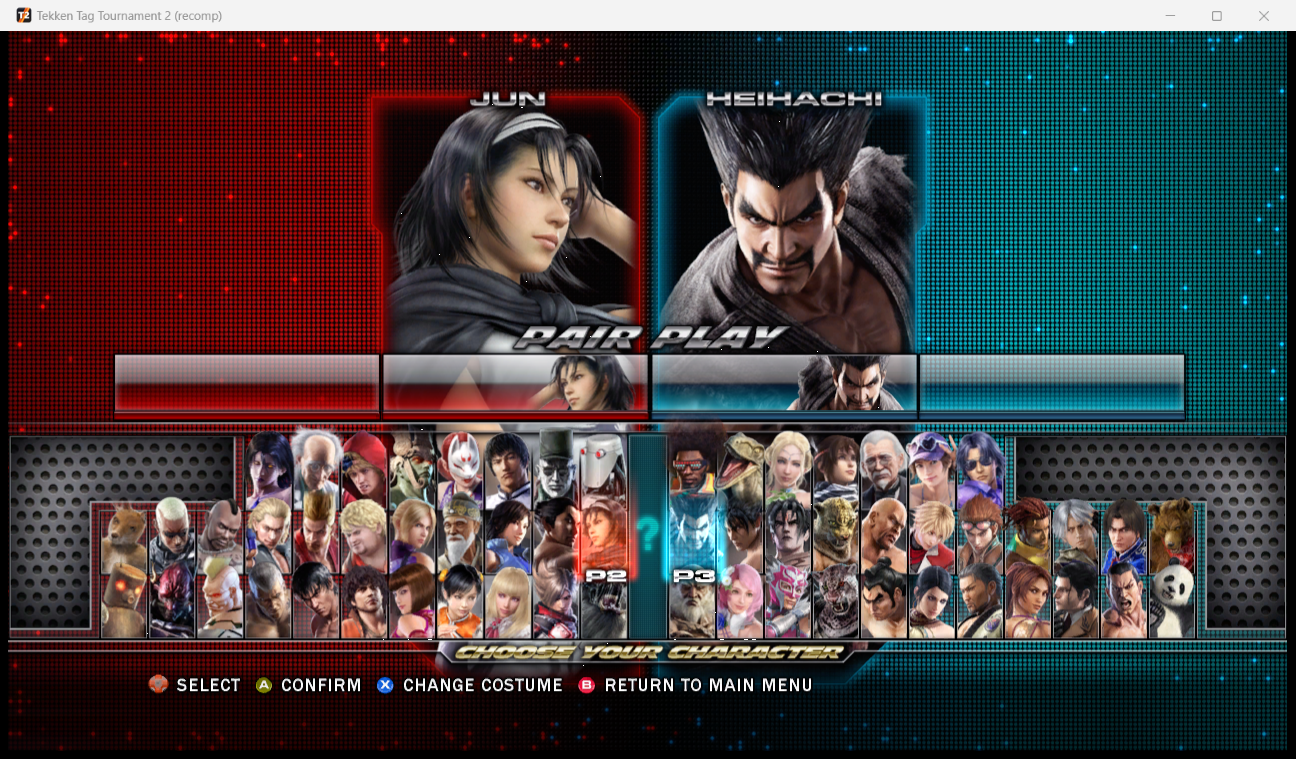 Tekken Tag Tournament 2 (recomp)
JUN
HEIHACHI
PAIR PLAY
?
P2
P3
CHOOSE YOUR CHARACTER
SELECT A CONFIRM X CHANGE COSTUME B RETURN TO MAIN MENU